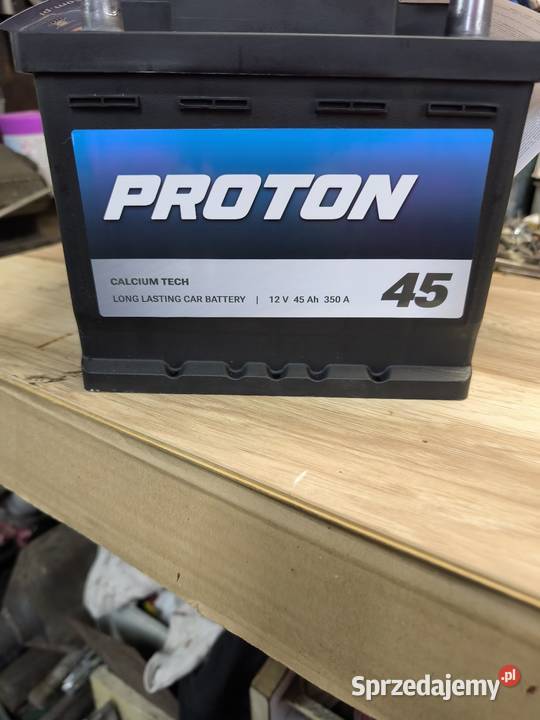 PROTON
CALCIUM TECH
LONG LASTING CAR BATTERY | 12 V 45 Ah 350 A
45
Sprzedajemy.pl